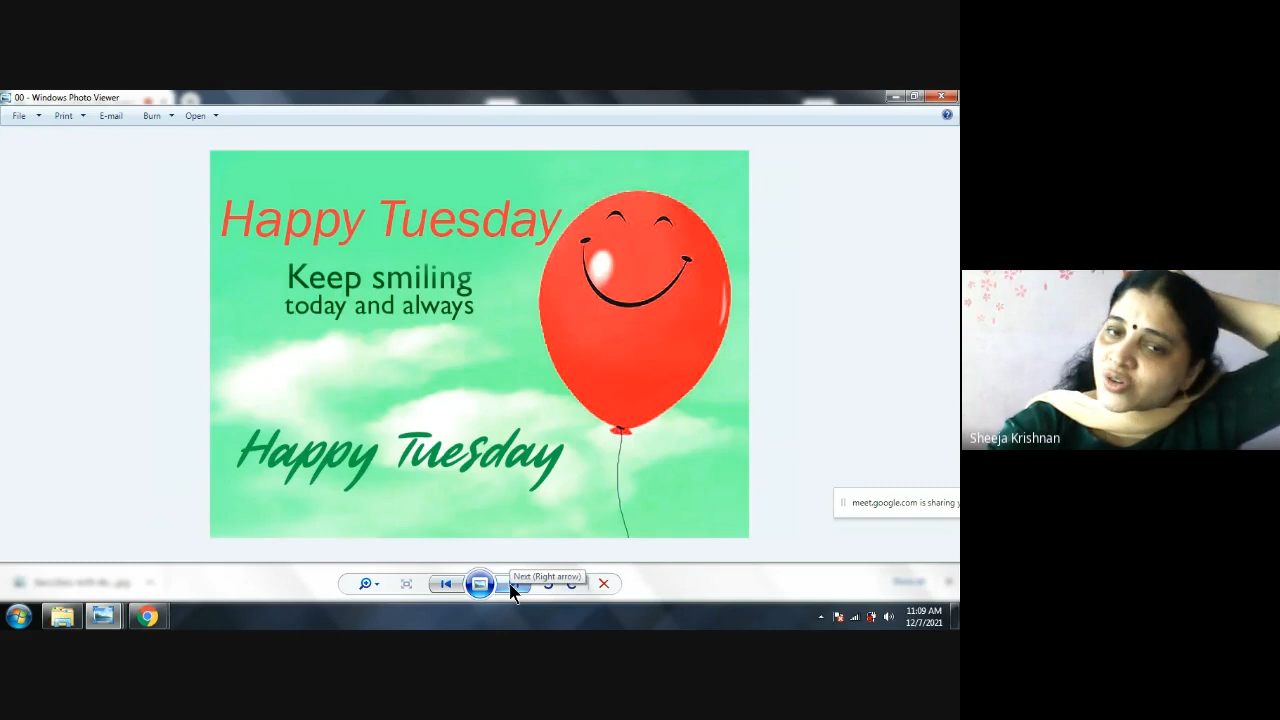 00 - Windows Photo Viewer
File Print E-mail Burn Open
Happy Tuesday
Keep smiling
today and always
Happy Tuesday
Sheeja Krishnan
meet.google.com is sharing
Next (Right arrow)
11:09 AM
12/7/2021